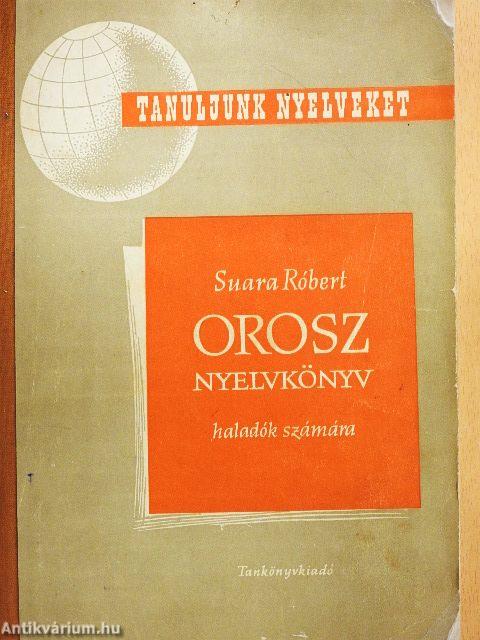 TANULJUNK NYELVEKET
Suara Róbert
OROSZ
NYELVKÖNYV
haladók számára
Tankönyvkiadó
Antikvárium.hu